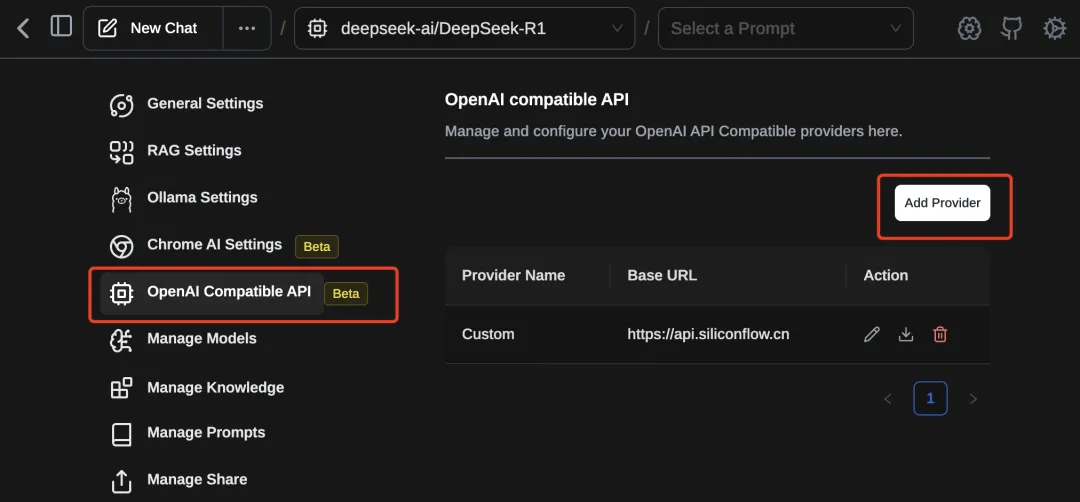 New Chat / deepseek-ai/DeepSeek-R1 / Select a Prompt
General Settings
RAG Settings
Ollama Settings
Chrome AI Settings Beta
OpenAI Compatible API Beta
Manage Models
Manage Knowledge
Manage Prompts
Manage Share
OpenAI compatible API
Manage and configure your OpenAI API Compatible providers here.
Add Provider
Provider Name Base URL Action
Custom https://api.siliconflow.cn
1